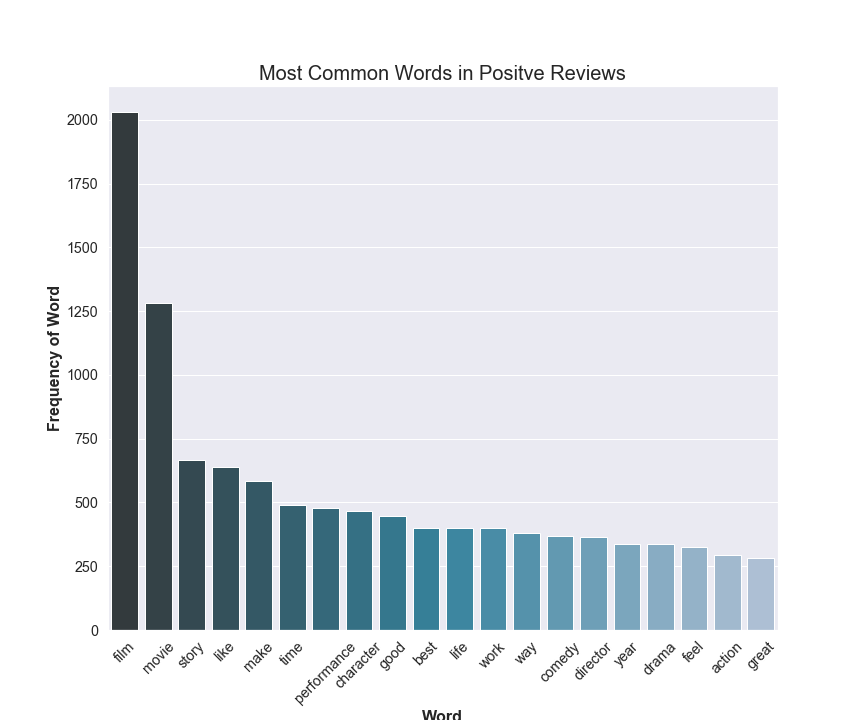 Most Common Words in Positve Reviews
Frequency of Word
2000
1750
1500
1250
1000
750
500
250
0
film
movie
story
like
make
time
performance
character
good
best
life
work
way
comedy
director
year
drama
feel
action
great
Word